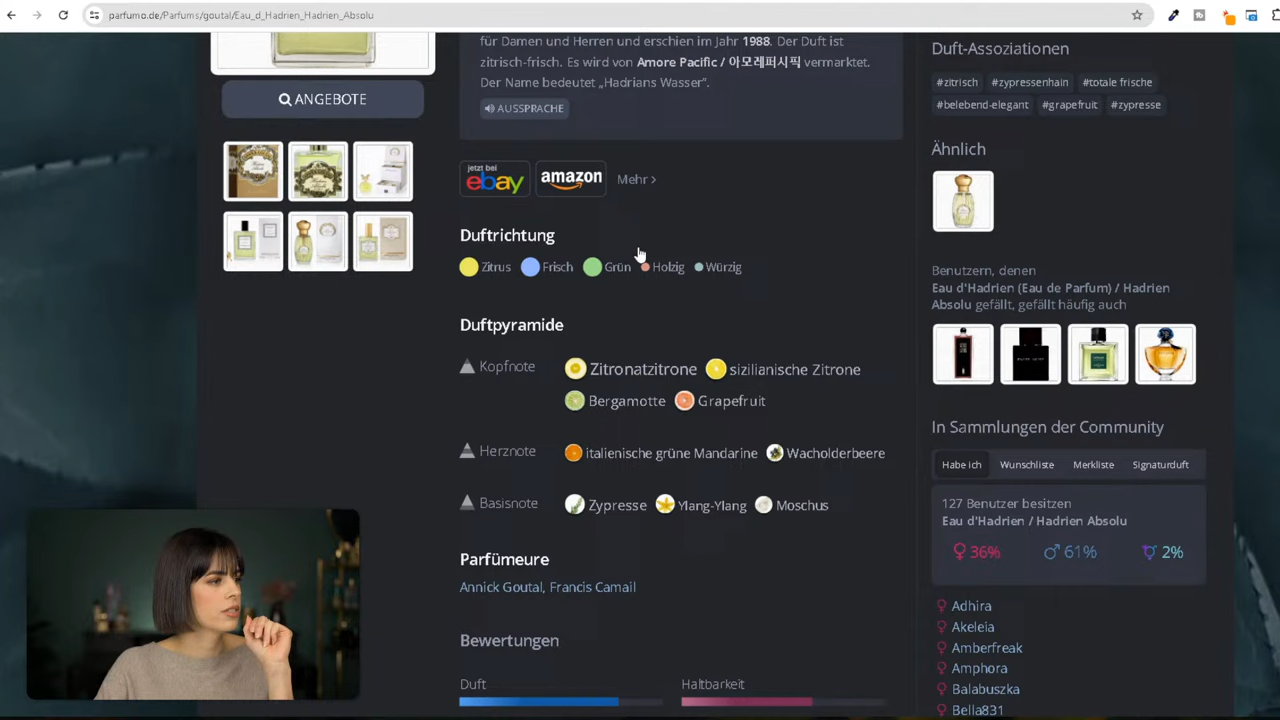 parfumo.de/Parfums/goutal/Eau_d_Hadrien_Hadrien_Absolu
für Damen und Herren und erschien im Jahr 1988. Der Duft ist
zitrisch-frisch. Es wird von Amore Pacific / 아모레퍼시픽 vermarktet.
Der Name bedeutet „Hadrians Wasser”.
AUSSPRACHE
ANGEBOTE
jetzt bei
ebay
amazon
Mehr >
Duftrichtung
Zitrus Frisch Grün Holzig Würzig
Duftpyramide
Kopfnote Zitronatzitrone sizilianische Zitrone
Bergamotte Grapefruit
Herznote italienische grüne Mandarine Wacholderbeere
Basisnote Zypresse Ylang-Ylang Moschus
Parfümeure
Annick Goutal, Francis Camail
Bewertungen
Duft Haltbarkeit
Duft-Assoziationen
#zitrisch #zypressenhain #totale frische
#belebend-elegant #grapefruit #zypresse
Ähnlich
Benutzern, denen
Eau d'Hadrien (Eau de Parfum) / Hadrien
Absolu gefällt, gefällt häufig auch
In Sammlungen der Community
Habe ich Wunschliste Merkliste Signaturduft
127 Benutzer besitzen
Eau d'Hadrien / Hadrien Absolu
36% 61% 2%
Adhira
Akeleia
Amberfreak
Amphora
Balabuszka
Bella831